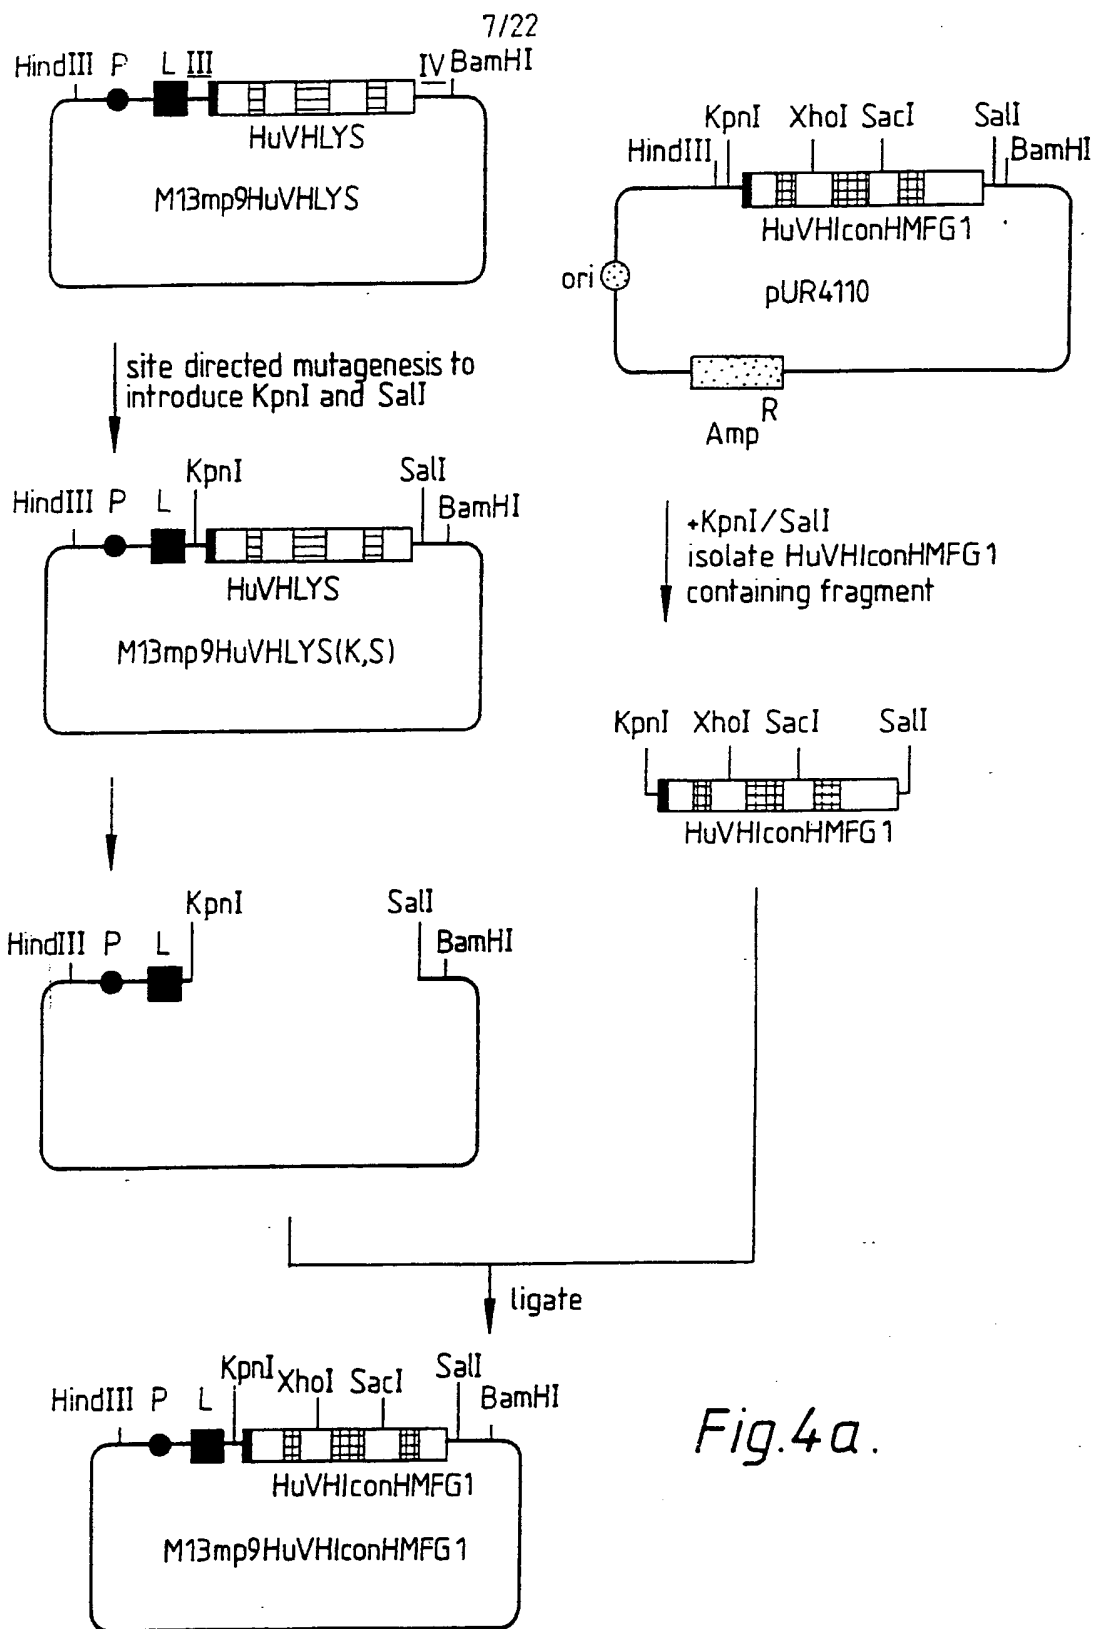 7/22
HindIII P L III IV BamHI
HuVHLYS
M13mp9HuVHLYS
site directed mutagenesis to
introduce KpnI and SalI
KpnI SalI
HindIII P L BamHI
HuVHLYS
M13mp9HuVHLYS(K,S)
KpnI SalI
HindIII P L BamHI
KpnI XhoI SacI SalI
HindIII BamHI
HuVHIconHMFG1
ori
pUR4110
R
Amp
+KpnI/SalI
isolate HuVHIconHMFG1
containing fragment
KpnI XhoI SacI SalI
HuVHIconHMFG1
ligate
KpnI XhoI SacI SalI
HindIII P L BamHI
HuVHIconHMFG1
M13mp9HuVHIconHMFG1
Fig.4a.